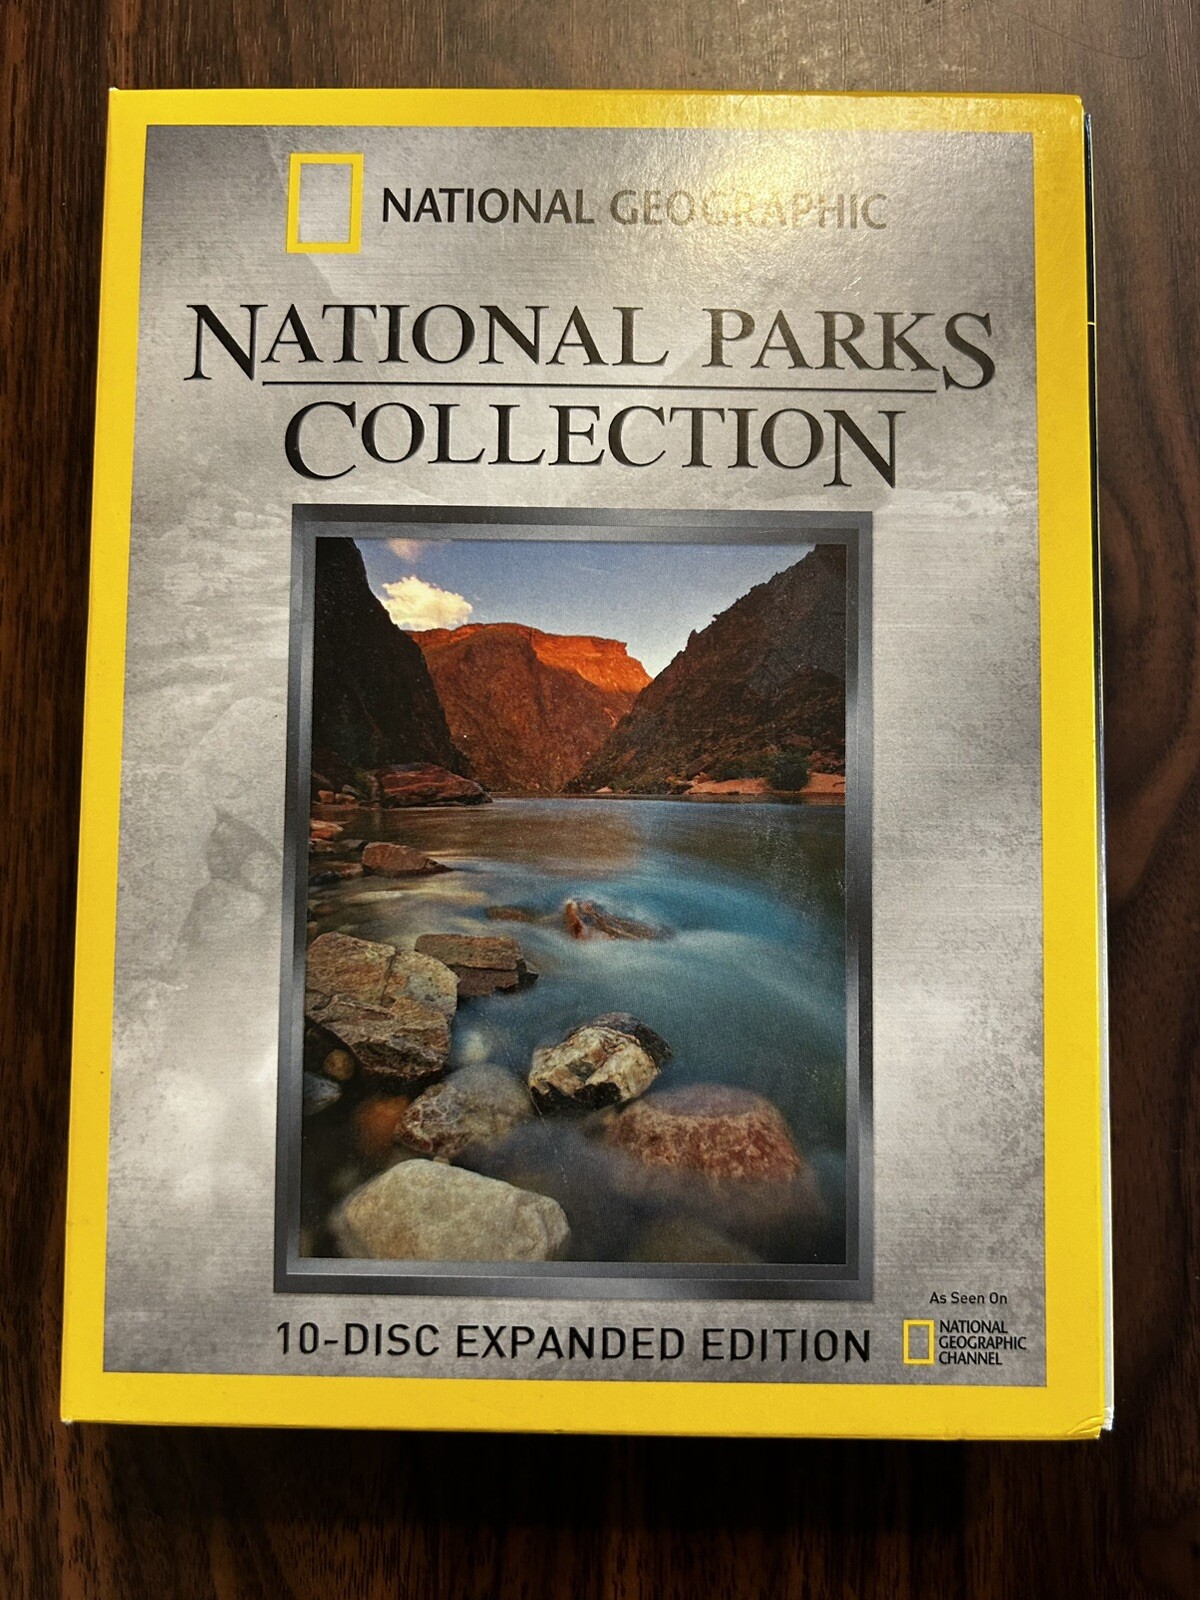 NATIONAL GEOGRAPHIC
NATIONAL PARKS
COLLECTION
10-DISC EXPANDED EDITION
As Seen On
NATIONAL
GEOGRAPHIC
CHANNEL